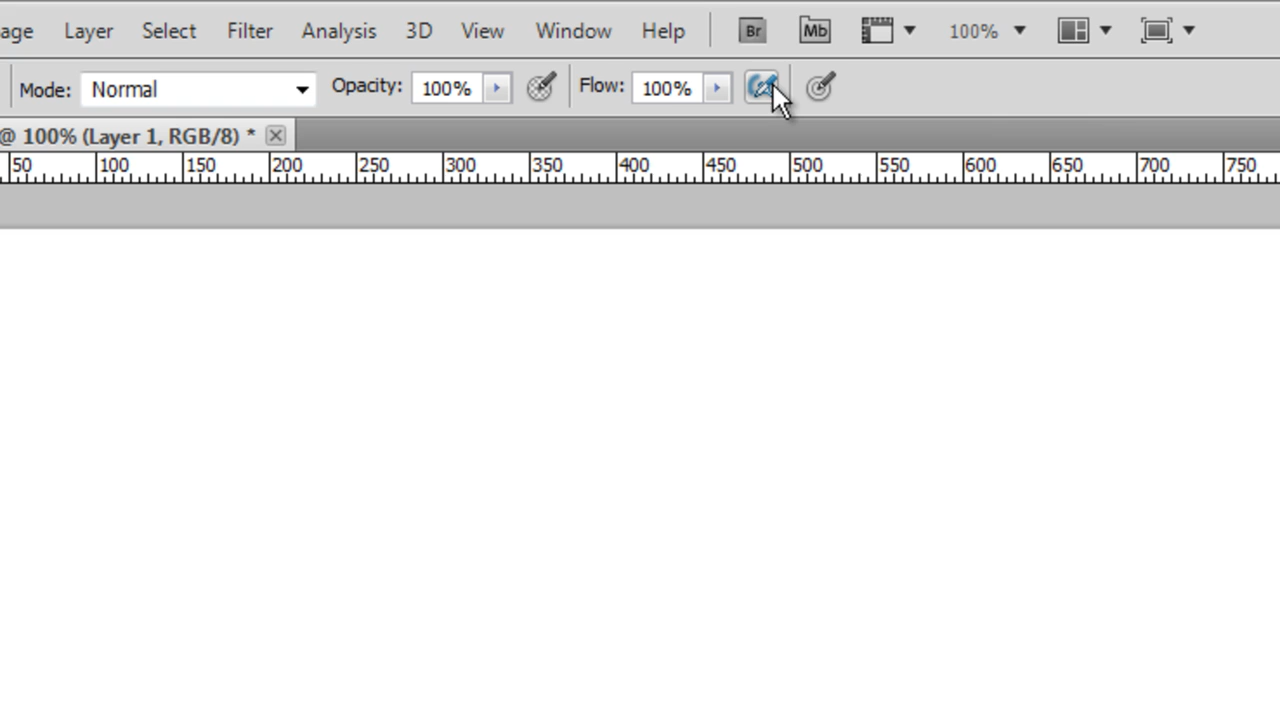 age Layer Select Filter Analysis 3D View Window Help Br Mb 100%
Mode: Normal Opacity: 100% Flow: 100%
@ 100% (Layer 1, RGB/8) *
50 100 150 200 250 300 350 400 450 500 550 600 650 700 750